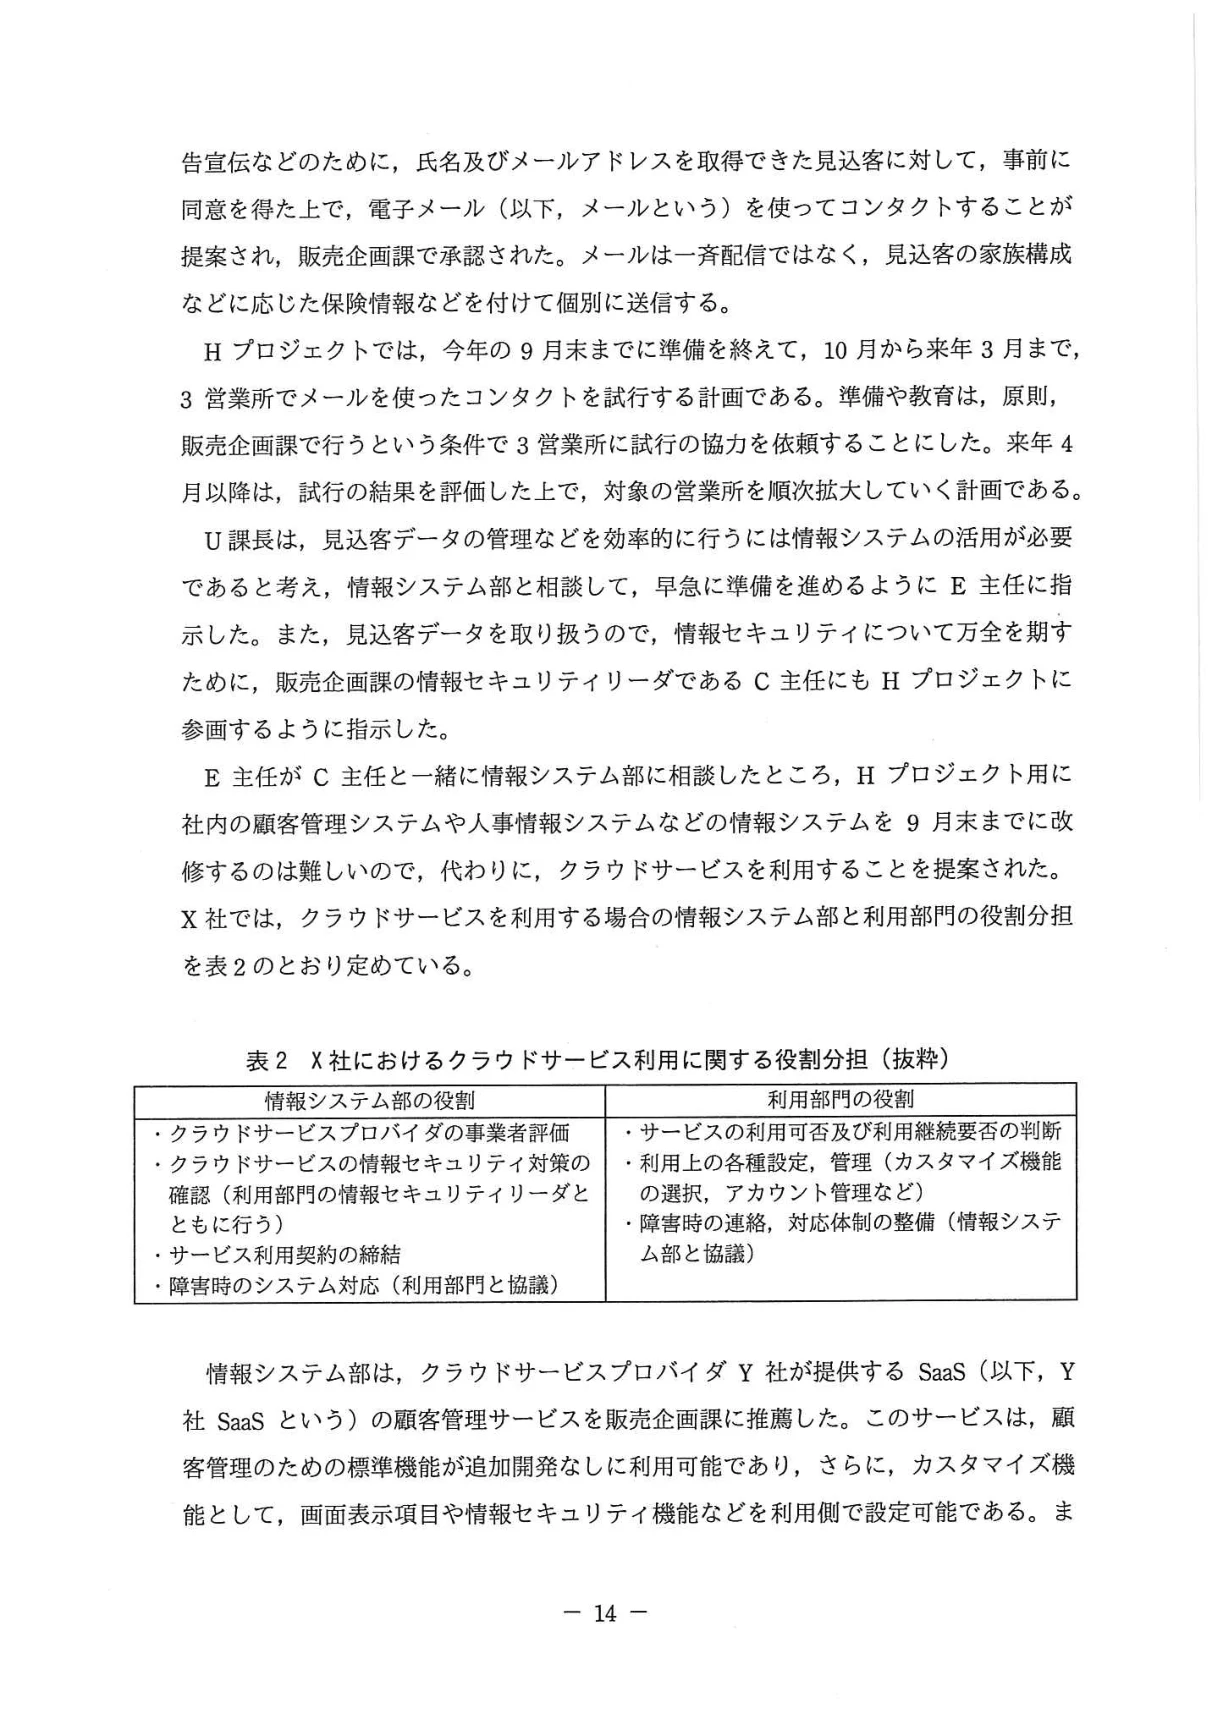 告宣伝などのために，氏名及びメールアドレスを取得できた見込客に対して，事前に
同意を得た上で，電子メール（以下，メールという）を使ってコンタクトすることが
提案され，販売企画課で承認された。メールは一斉配信ではなく，見込客の家族構成
などに応じた保険情報などを付けて個別に送信する。
H プロジェクトでは，今年の 9 月末までに準備を終えて，10 月から来年 3 月まで，
3 営業所でメールを使ったコンタクトを試行する計画である。準備や教育は，原則，
販売企画課で行うという条件で 3 営業所に試行の協力を依頼することにした。来年 4
月以降は，試行の結果を評価した上で，対象の営業所を順次拡大していく計画である。
U 課長は，見込客データの管理などを効率的に行うには情報システムの活用が必要
であると考え，情報システム部と相談して，早急に準備を進めるように E 主任に指
示した。また，見込客データを取り扱うので，情報セキュリティについて万全を期す
ために，販売企画課の情報セキュリティリーダである C 主任にも H プロジェクトに
参画するように指示した。
E 主任が C 主任と一緒に情報システム部に相談したところ，H プロジェクト用に
社内の顧客管理システムや人事情報システムなどの情報システムを 9 月末までに改
修するのは難しいので，代わりに，クラウドサービスを利用することを提案された。
X 社では，クラウドサービスを利用する場合の情報システム部と利用部門の役割分担
を表 2 のとおり定めている。
表 2　X 社におけるクラウドサービス利用に関する役割分担（抜粋）
情報システム部の役割
・クラウドサービスプロバイダの事業者評価
・クラウドサービスの情報セキュリティ対策の
確認（利用部門の情報セキュリティリーダと
ともに行う）
・サービス利用契約の締結
・障害時のシステム対応（利用部門と協議）
利用部門の役割
・サービスの利用可否及び利用継続要否の判断
・利用上の各種設定，管理（カスタマイズ機能
の選択，アカウント管理など）
・障害時の連絡，対応体制の整備（情報システ
ム部と協議）
情報システム部は，クラウドサービスプロバイダ Y 社が提供する SaaS（以下，Y
社 SaaS という）の顧客管理サービスを販売企画課に推薦した。このサービスは，顧
客管理のための標準機能が追加開発なしに利用可能であり，さらに，カスタマイズ機
能として，画面表示項目や情報セキュリティ機能などを利用側で設定可能である。ま
－ 14 －